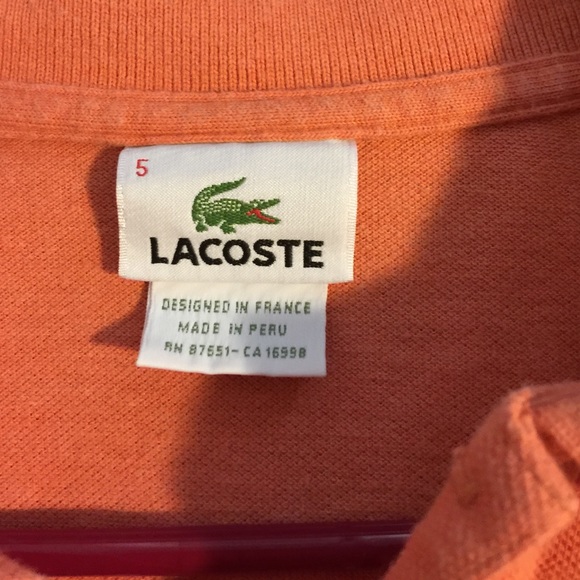 5
LACOSTE
DESIGNED IN FRANCE
MADE IN PERU
RN 87651-CA 16998